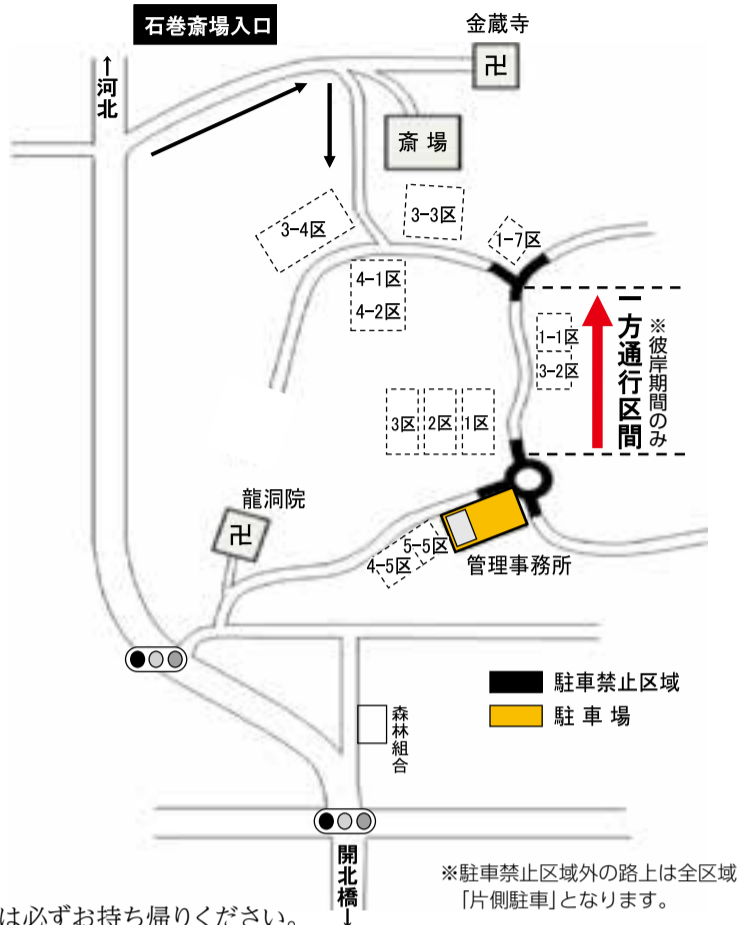 石巻斎場入口
金蔵寺
卍
↑河北
斎場
3-3区
3-4区
1-7区
4-1区
4-2区
1-1区
3-2区
一方通行区間
※彼岸期間のみ
3区
2区
1区
龍洞院
卍
5-5区
4-5区
管理事務所
駐車禁止区域
駐車場
森林組合
開北橋↓
※駐車禁止区域外の路上は全区域
「片側駐車」となります。
は必ずお持ち帰りください。